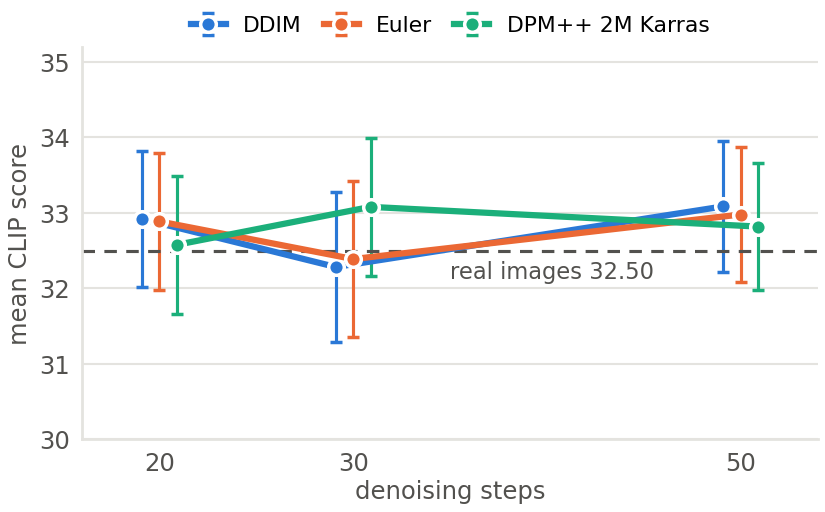 DDIM Euler DPM++ 2M Karras
mean CLIP score
35
34
33
32
31
30
real images 32.50
20 30 50
denoising steps